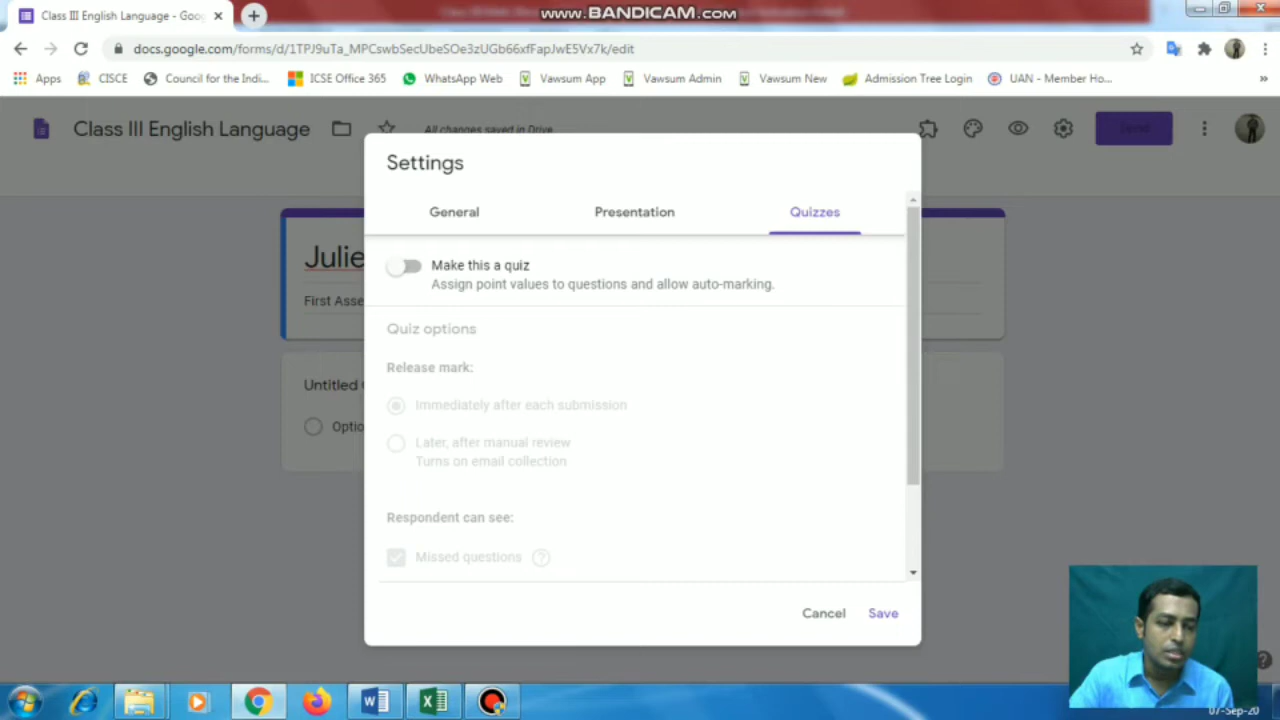 www.BANDICAM.com
Class III English Language - Goog
docs.google.com/forms/d/1TPJ9uTa_MPCswbSecUbeSOe3zUGb66xfFapJwE5Vx7k/edit
Apps CISCE Council for the Indi... ICSE Office 365 WhatsApp Web Vawsum App Vawsum Admin Vawsum New Admission Tree Login UAN - Member Ho... »
Class III English Language All changes saved in Drive Send
Settings
General Presentation Quizzes
Julie
First Asse
Make this a quiz
Assign point values to questions and allow auto-marking.
Quiz options
Release mark:
Untitled
Immediately after each submission
Optio
Later, after manual review
Turns on email collection
Respondent can see:
Missed questions ?
Cancel Save
07-Sep-20